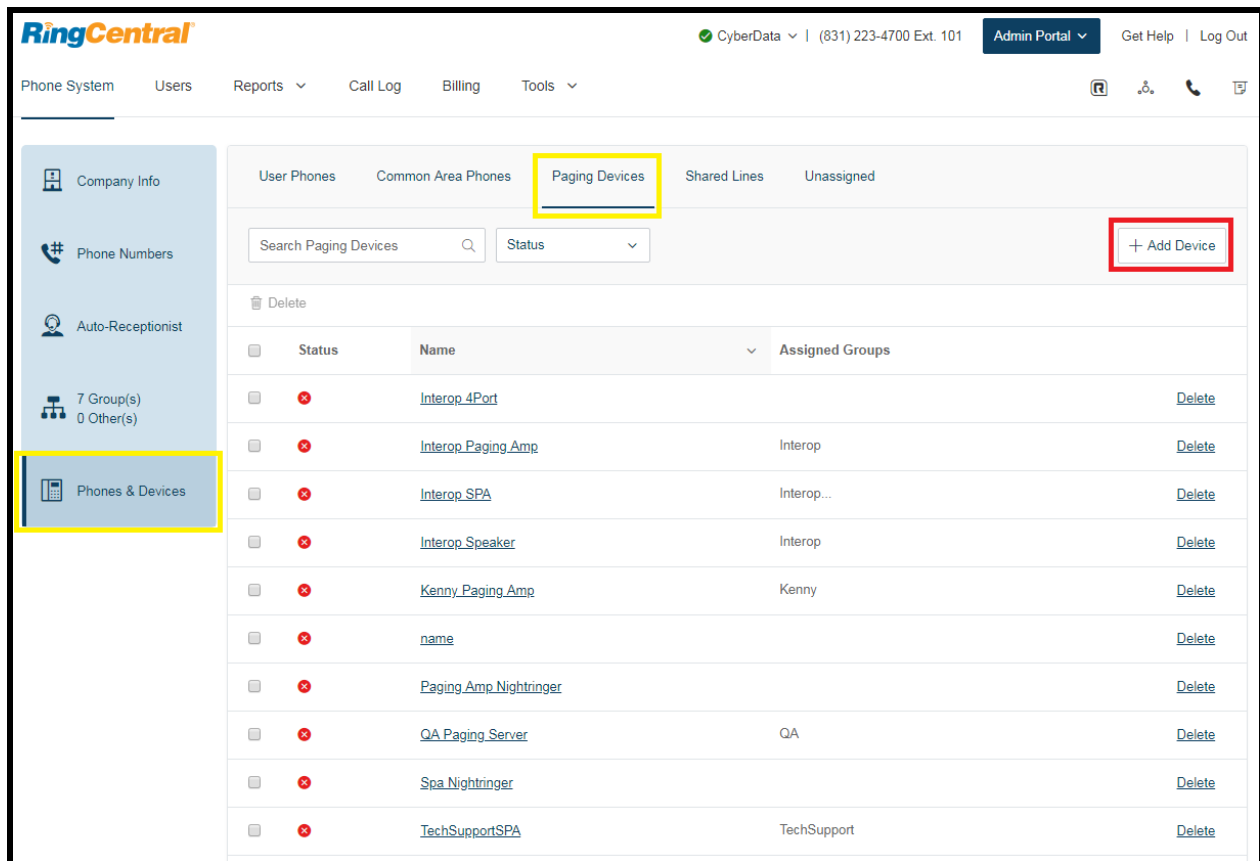 RingCentral
CyberData | (831) 223-4700 Ext. 101 Admin Portal Get Help | Log Out
Phone System Users Reports Call Log Billing Tools
Company Info
Phone Numbers
Auto-Receptionist
7 Group(s)
0 Other(s)
Phones & Devices
User Phones Common Area Phones Paging Devices Shared Lines Unassigned
Search Paging Devices Status + Add Device
Delete
Status Name Assigned Groups
Interop 4Port Delete
Interop Paging Amp Interop Delete
Interop SPA Interop... Delete
Interop Speaker Interop Delete
Kenny Paging Amp Kenny Delete
name Delete
Paging Amp Nightringer Delete
QA Paging Server QA Delete
Spa Nightringer Delete
TechSupportSPA TechSupport Delete